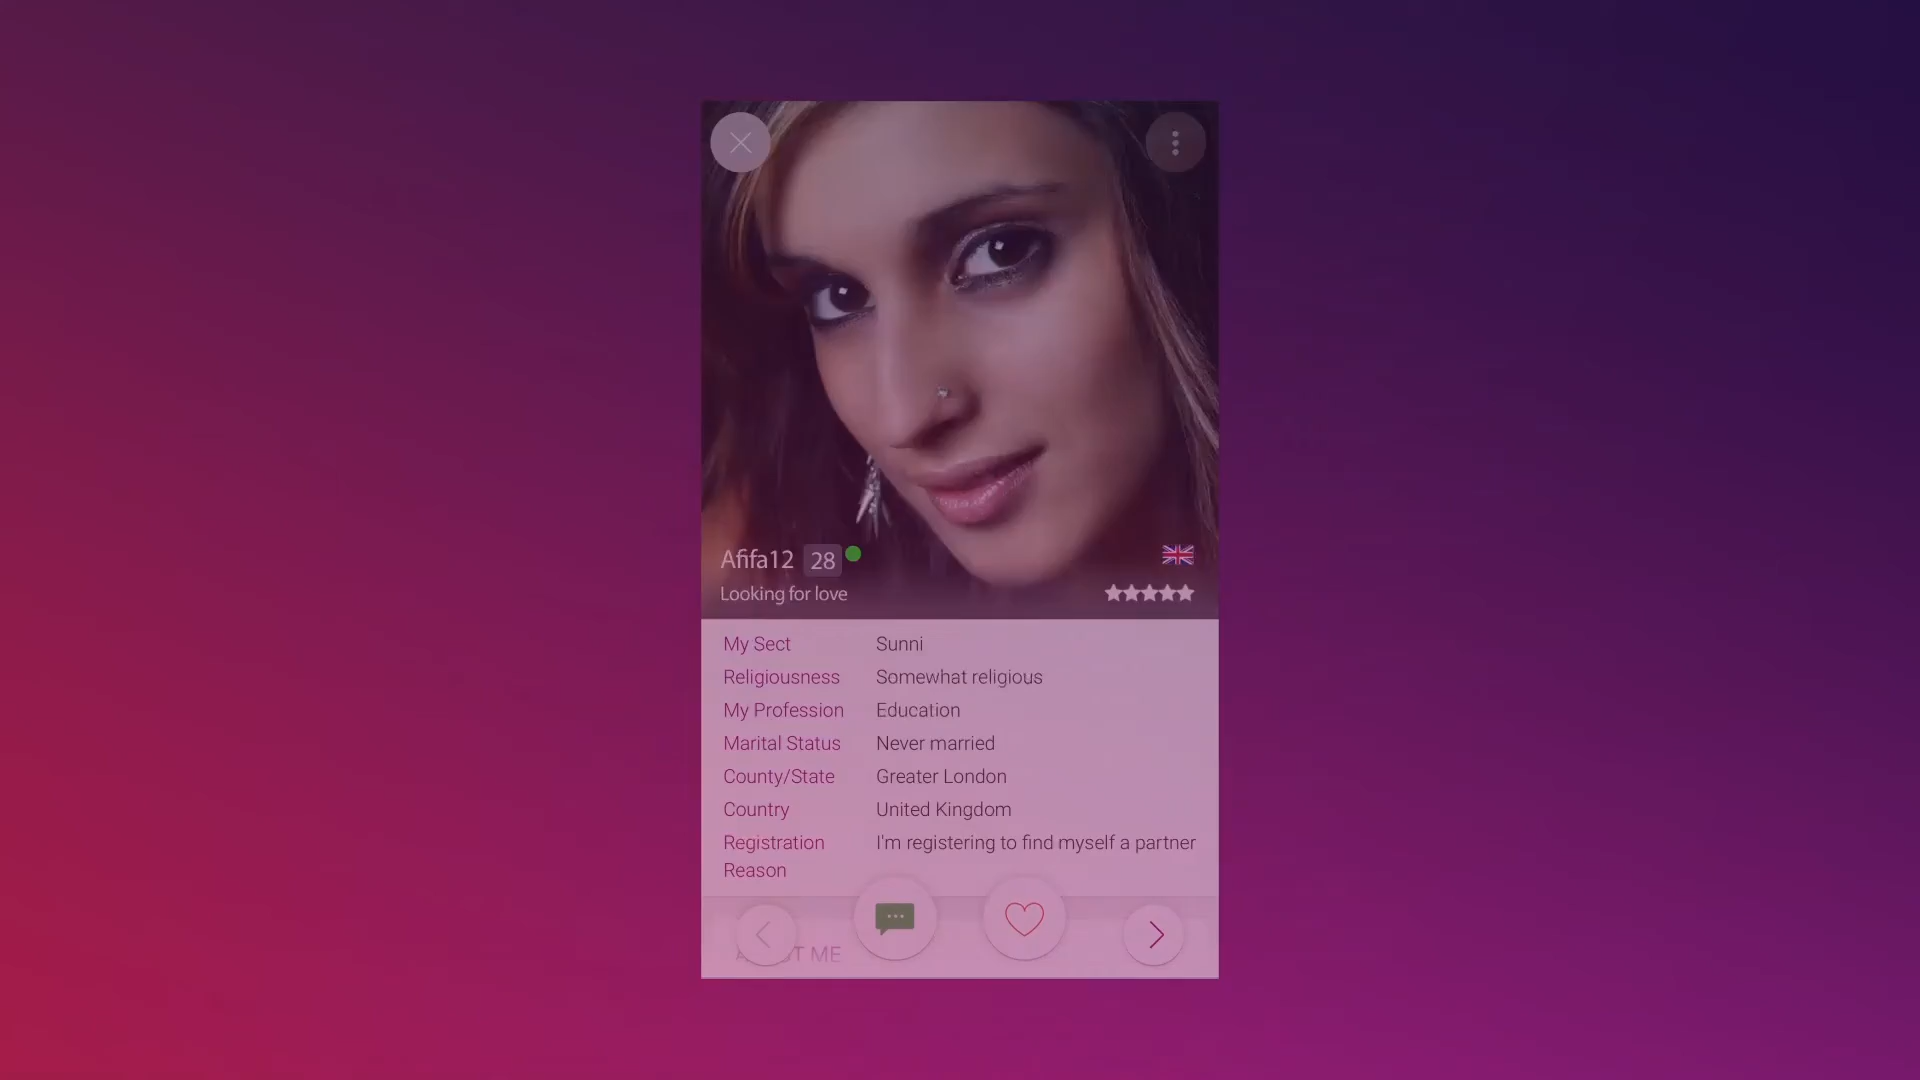 Afifa12 28
Looking for love
My Sect Sunni
Religiousness Somewhat religious
My Profession Education
Marital Status Never married
County/State Greater London
Country United Kingdom
Registration Reason I'm registering to find myself a partner
ME